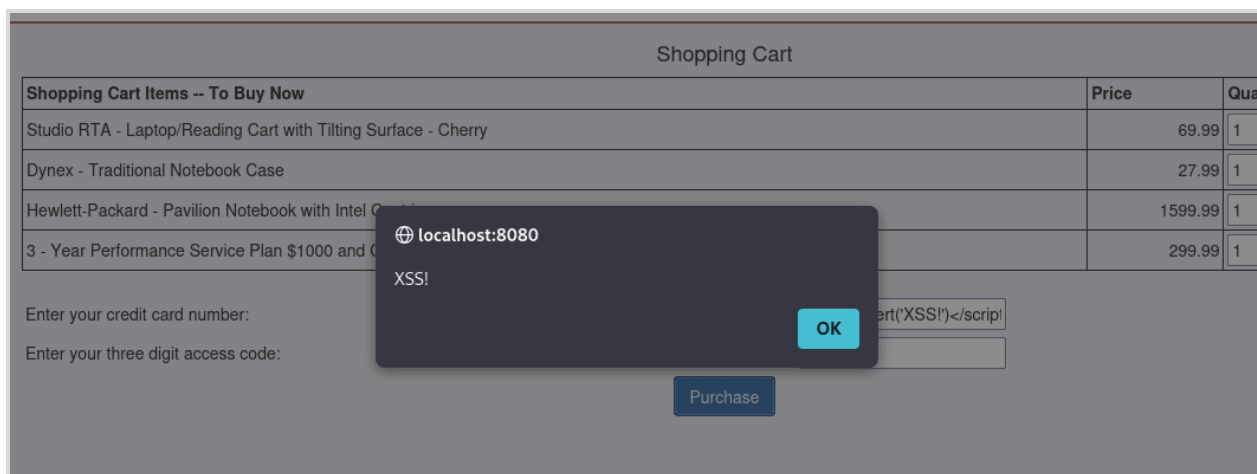 Shopping Cart
Shopping Cart Items -- To Buy Now Price Qua
Studio RTA - Laptop/Reading Cart with Tilting Surface - Cherry 69.99 1
Dynex - Traditional Notebook Case 27.99 1
Hewlett-Packard - Pavilion Notebook with Intel 1599.99 1
3 - Year Performance Service Plan $1000 and 299.99 1
localhost:8080
XSS!
OK
Enter your credit card number: ert('XSS!')</script
Enter your three digit access code:
Purchase